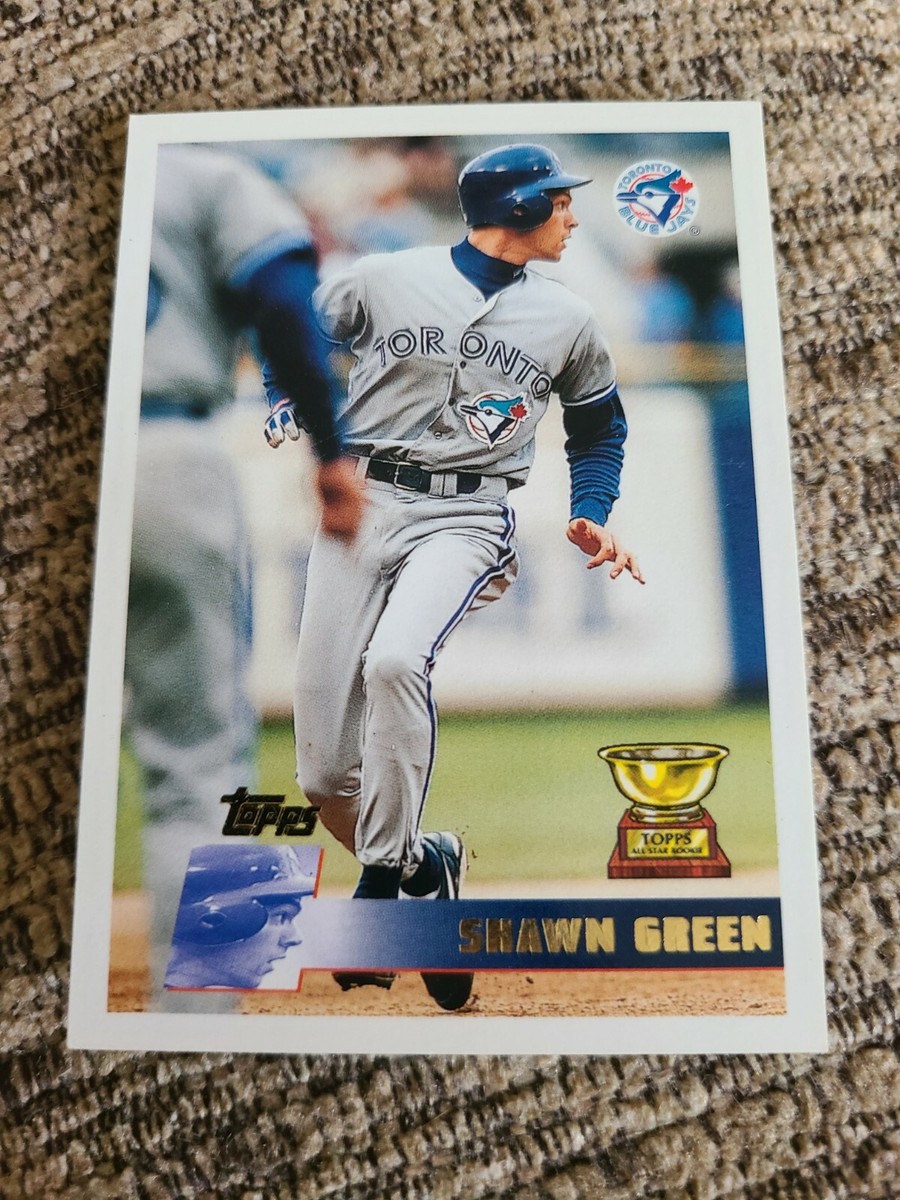 TORONTO
BLUE JAYS
©
TORONTO
topps
TOPPS
ALL STAR ROOKIE
SHAWN GREEN